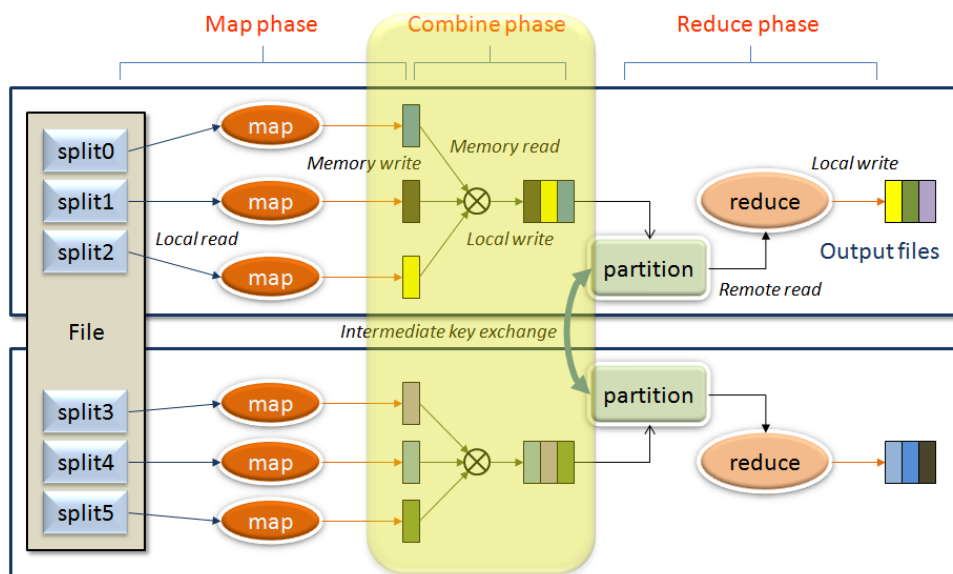 Map phase
Combine phase
Reduce phase
split0
map
Memory read
Local write
Memory write
split1
map
reduce
Local read
Local write
split2
Output files
map
partition
Remote read
File
Intermediate key exchange
partition
split3
map
split4
map
reduce
split5
map